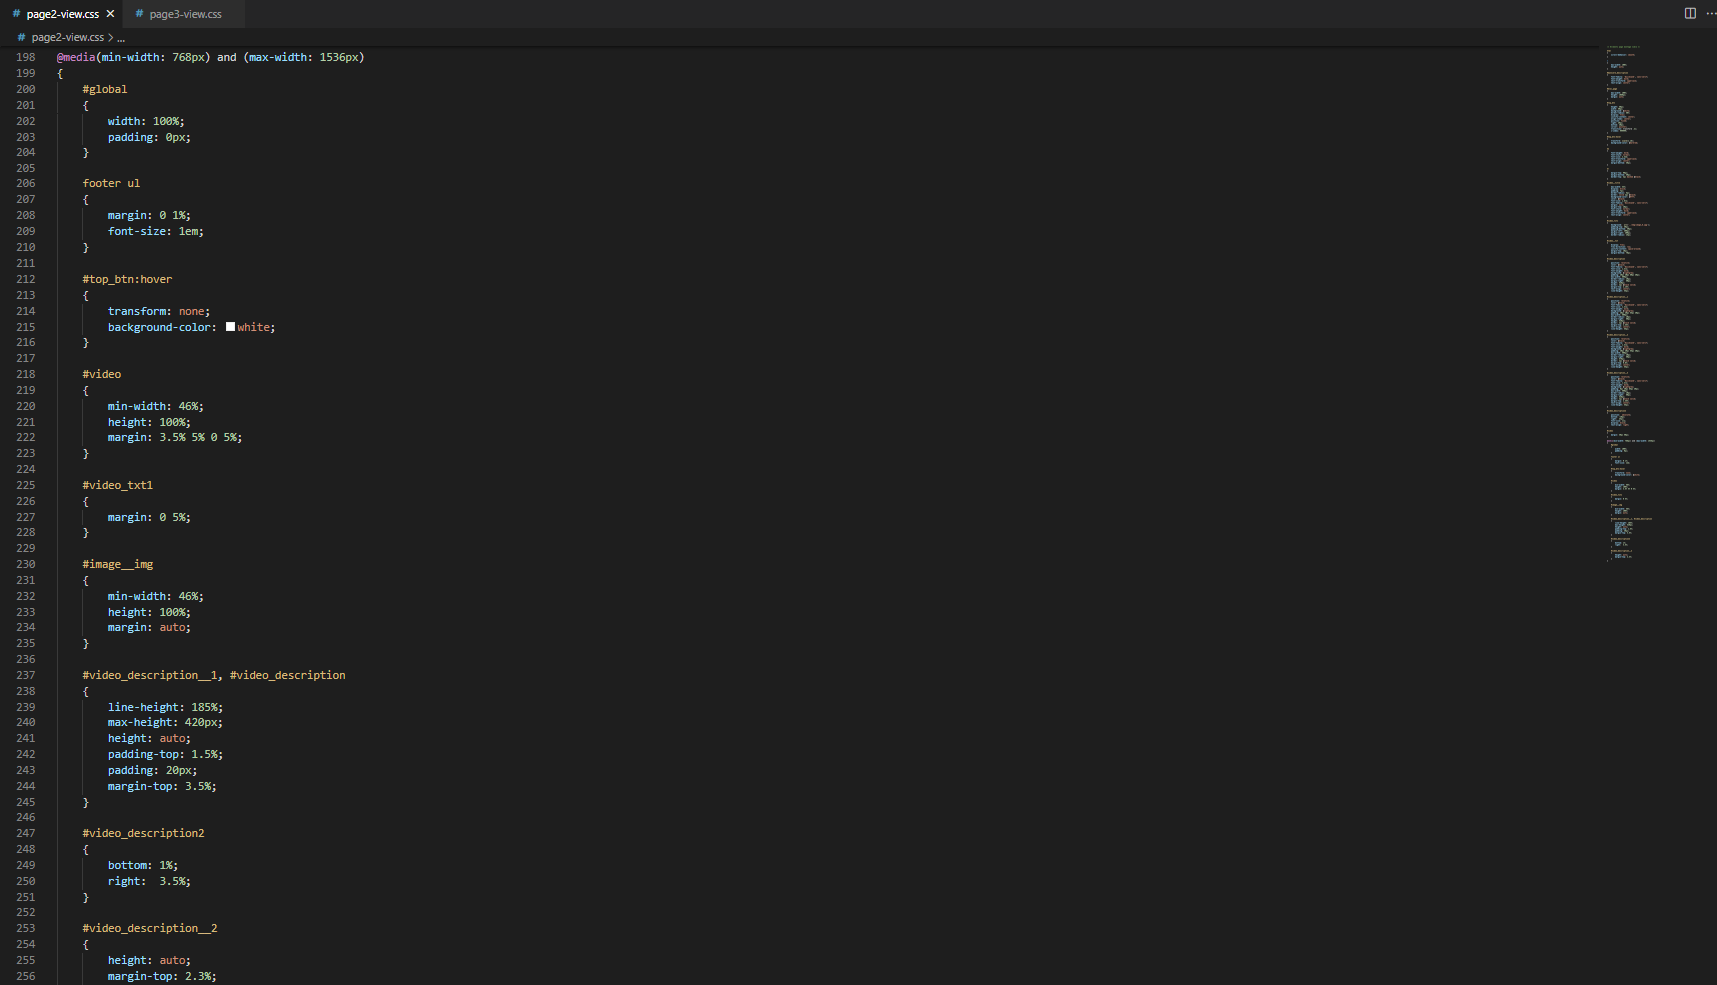 # page2-view.css ×
# page3-view.css
# page2-view.css > ...
198 @media(min-width: 768px) and (max-width: 1536px)
199 {
200 #global
201 {
202 width: 100%;
203 padding: 0px;
204 }
205
206 footer ul
207 {
208 margin: 0 1%;
209 font-size: 1em;
210 }
211
212 #top_btn:hover
213 {
214 transform: none;
215 background-color: white;
216 }
217
218 #video
219 {
220 min-width: 46%;
221 height: 100%;
222 margin: 3.5% 5% 0 5%;
223 }
224
225 #video_txt1
226 {
227 margin: 0 5%;
228 }
229
230 #image__img
231 {
232 min-width: 46%;
233 height: 100%;
234 margin: auto;
235 }
236
237 #video_description__1, #video_description
238 {
239 line-height: 185%;
240 max-height: 420px;
241 height: auto;
242 padding-top: 1.5%;
243 padding: 20px;
244 margin-top: 3.5%;
245 }
246
247 #video_description2
248 {
249 bottom: 1%;
250 right:  3.5%;
251 }
252
253 #video_description__2
254 {
255 height: auto;
256 margin-top: 2.3%;